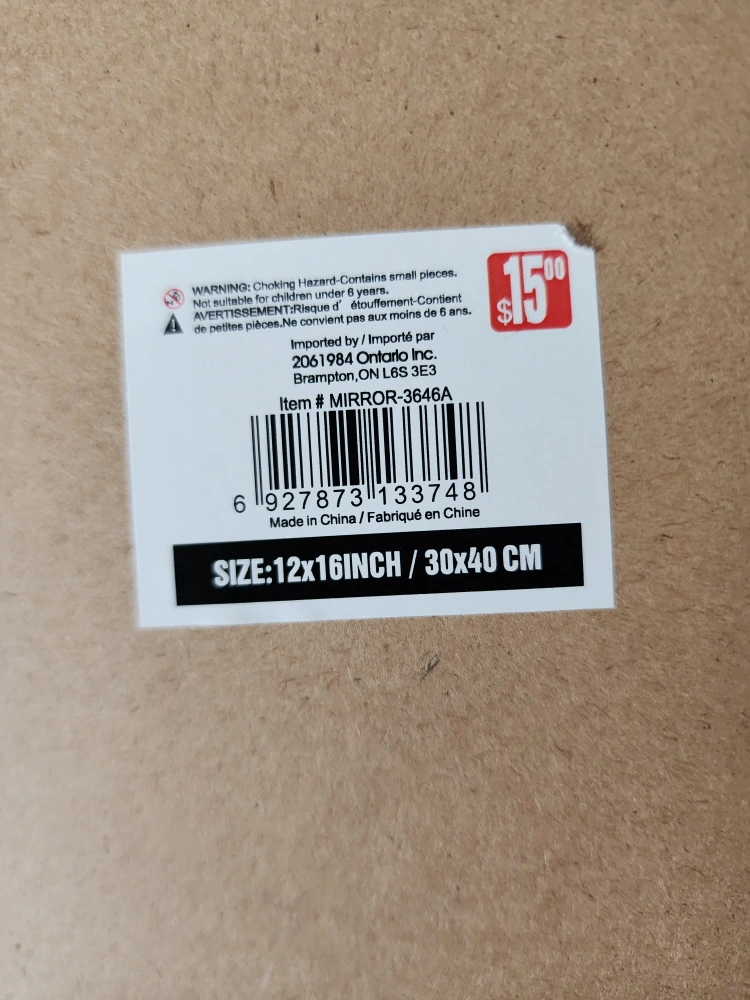 WARNING: Choking Hazard-Contains small pieces.
Not suitable for children under 6 years.
AVERTISSEMENT:Risque d' étouffement-Contient
de petites pièces.Ne convient pas aux moins de 6 ans.
$1500
Imported by / Importé par
2061984 Ontario Inc.
Brampton,ON L6S 3E3
Item # MIRROR-3646A
6 927873 133748
Made in China / Fabriqué en Chine
SIZE:12x16INCH / 30x40 CM